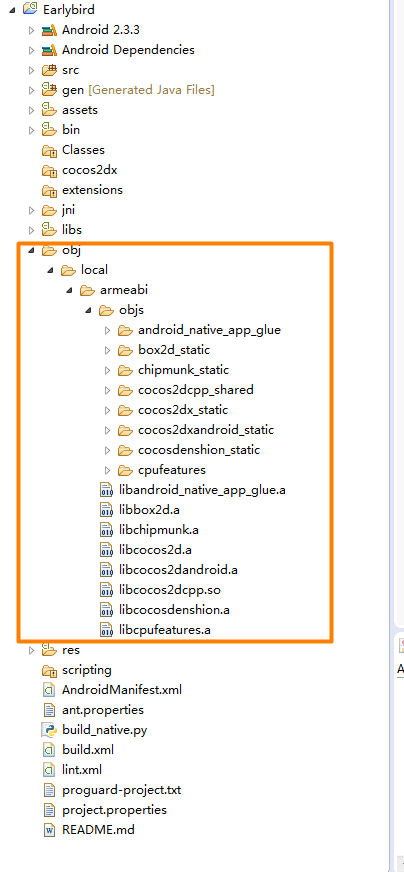 Earlybird
Android 2.3.3
Android Dependencies
src
gen [Generated Java Files]
assets
bin
Classes
cocos2dx
extensions
jni
libs
obj
local
armeabi
objs
android_native_app_glue
box2d_static
chipmunk_static
cocos2dcpp_shared
cocos2dx_static
cocos2dxandroid_static
cocosdenshion_static
cpufeatures
libandroid_native_app_glue.a
libbox2d.a
libchipmunk.a
libcocos2d.a
libcocos2dandroid.a
libcocos2dcpp.so
libcocosdenshion.a
libcpufeatures.a
res
scripting
AndroidManifest.xml
ant.properties
build_native.py
build.xml
lint.xml
proguard-project.txt
project.properties
README.md